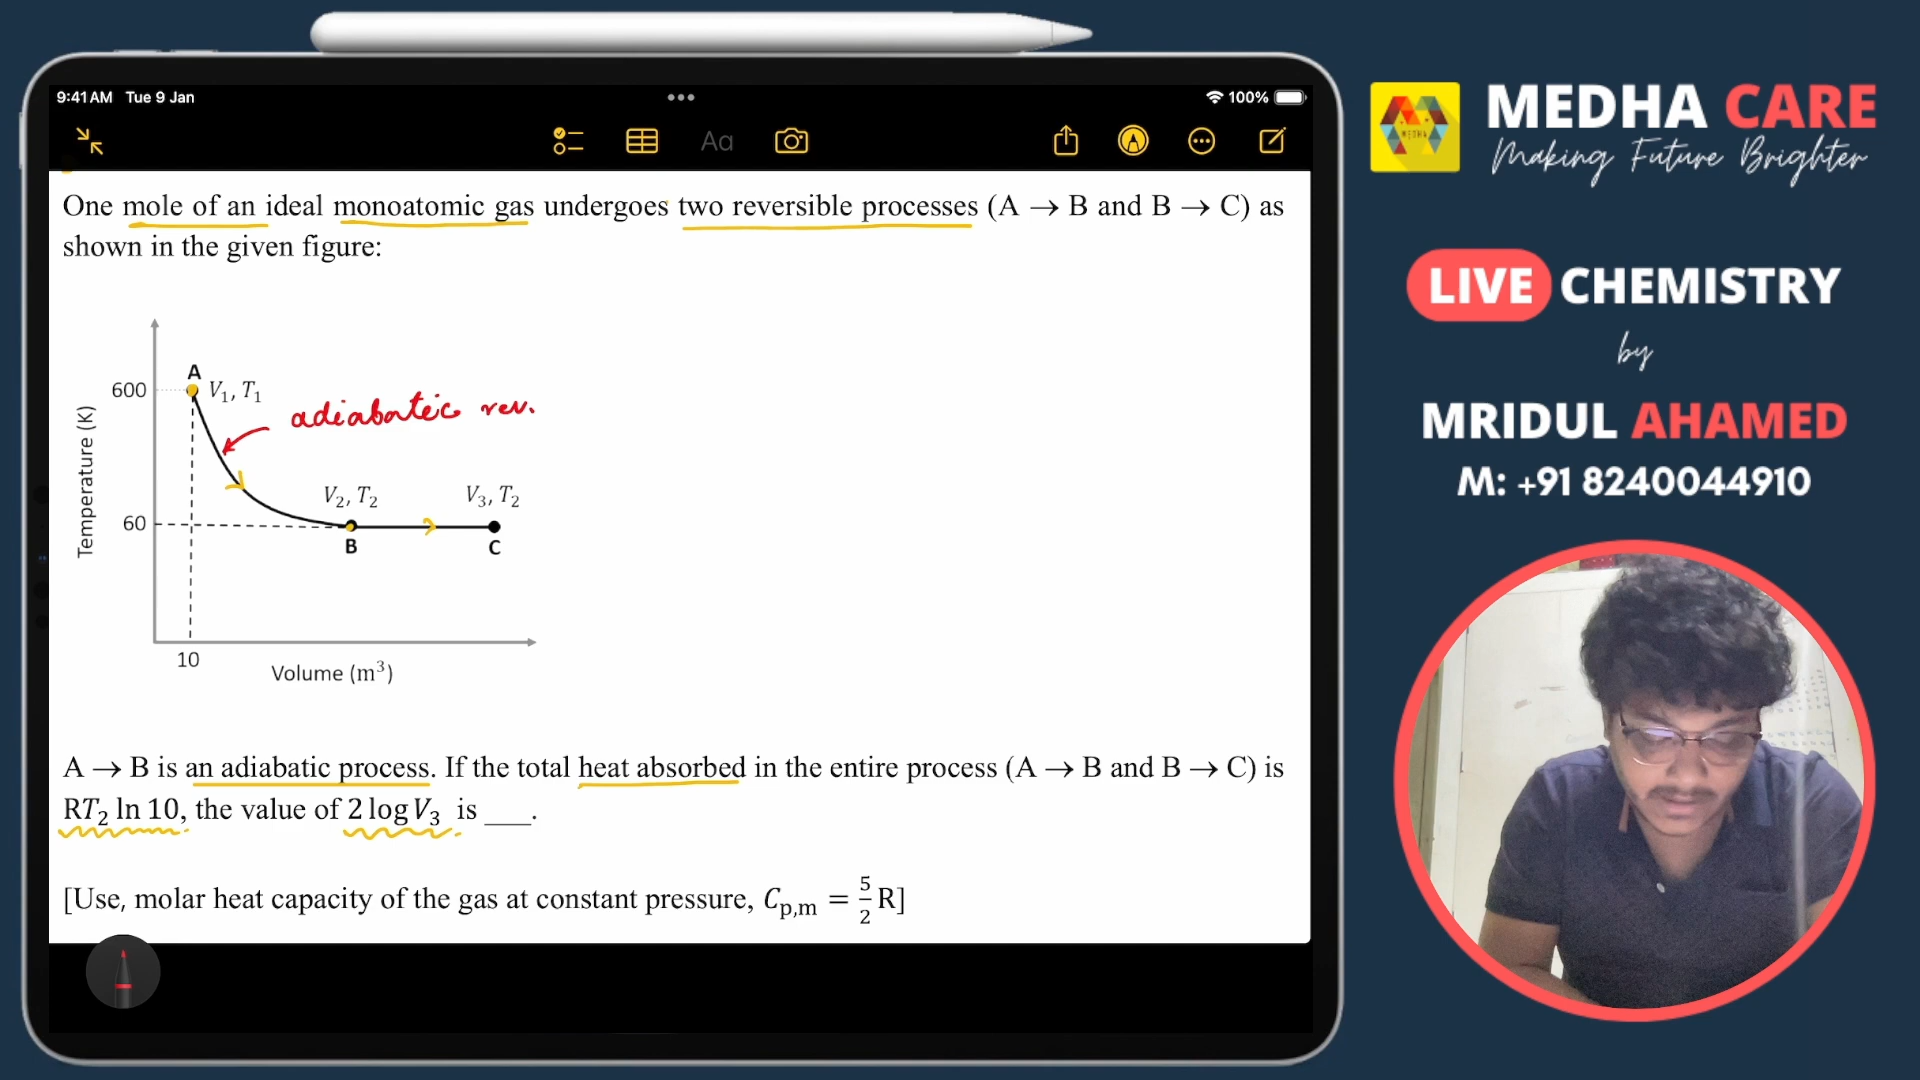 9:41 AM Tue 9 Jan
100%
Aa
One mole of an ideal monoatomic gas undergoes two reversible processes (A → B and B → C) as
shown in the given figure:
A
600
V₁, T₁
adiabatic rev.
Temperature (K)
V₂, T₂
V₃, T₂
60
B
C
10
Volume (m³)
A → B is an adiabatic process. If the total heat absorbed in the entire process (A → B and B → C) is
RT₂ ln 10, the value of 2 log V₃ is ___.
[Use, molar heat capacity of the gas at constant pressure, C_p,m = 5/2 R]
MEDHA
MEDHA CARE
Making Future Brighter
LIVE CHEMISTRY
by
MRIDUL AHAMED
M: +91 8240044910